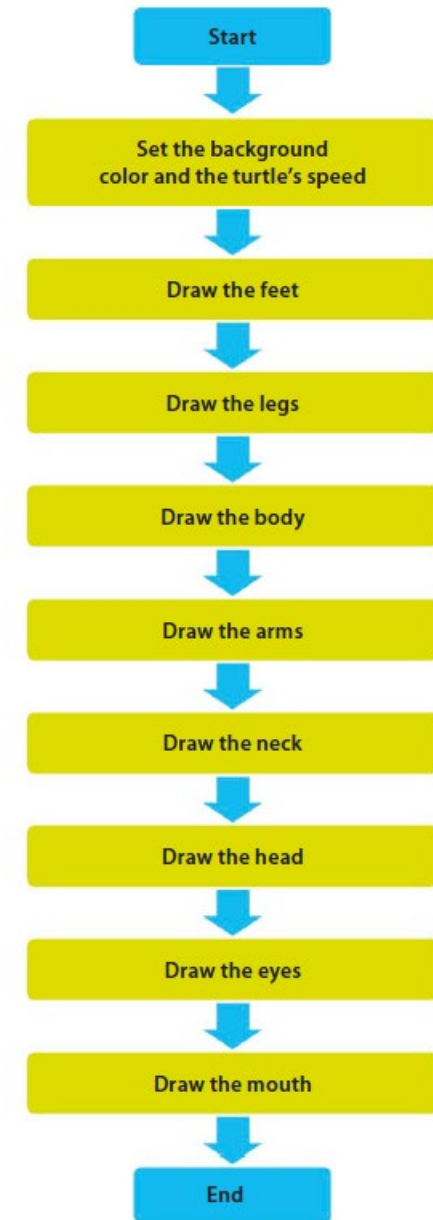 Start
Set the background
color and the turtle's speed
Draw the feet
Draw the legs
Draw the body
Draw the arms
Draw the neck
Draw the head
Draw the eyes
Draw the mouth
End